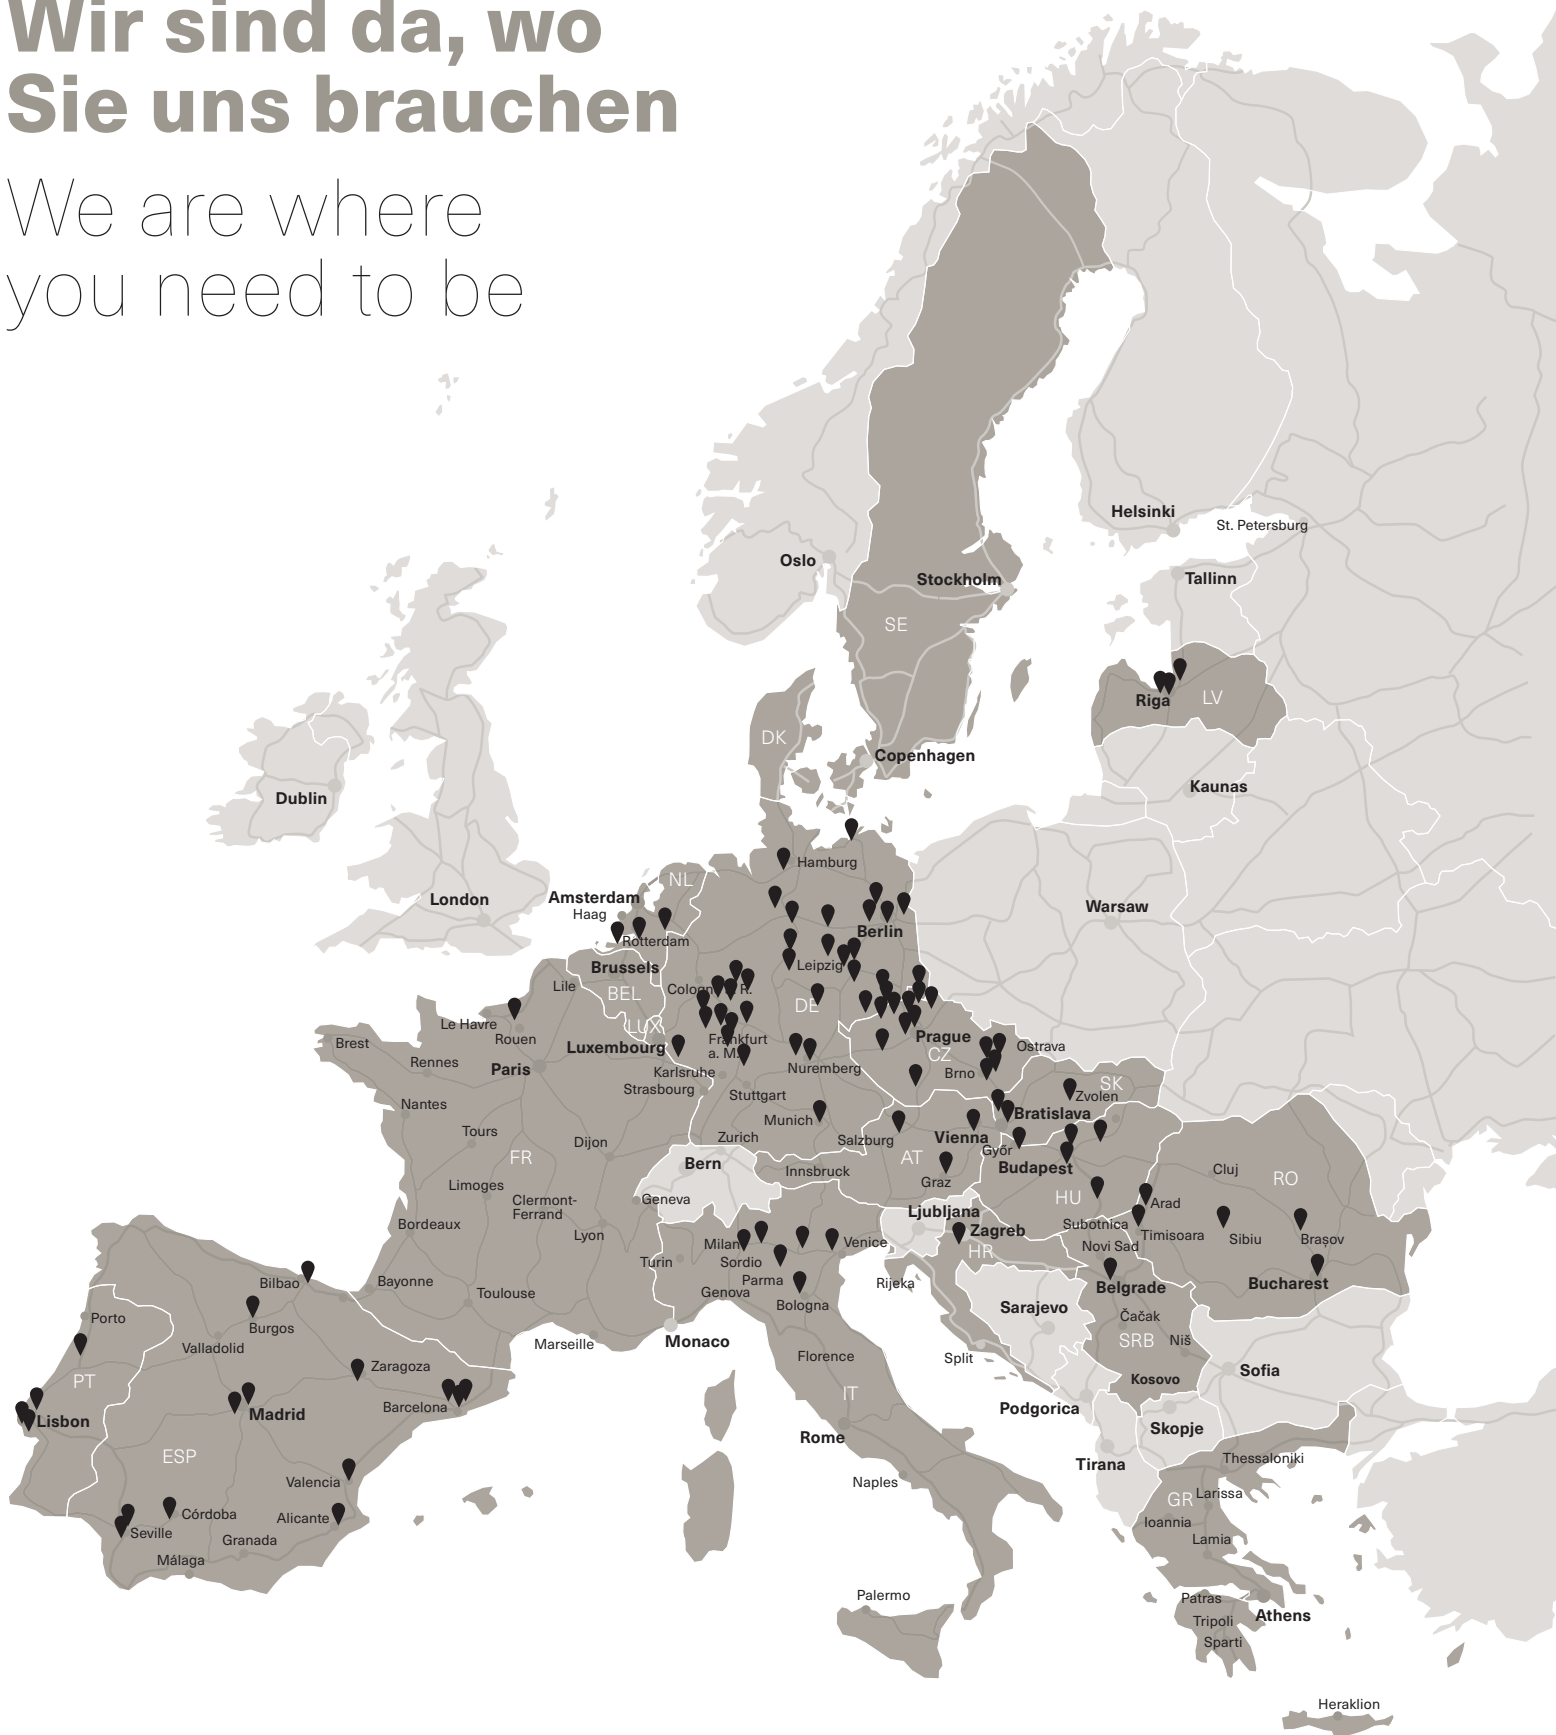 Wir sind da, wo
Sie uns brauchen
We are where
you need to be
Helsinki
St. Petersburg
Oslo
Tallinn
Stockholm
SE
Riga
LV
DK
Copenhagen
Kaunas
Dublin
Hamburg
NL
Amsterdam
London
Haag
Warsaw
Berlin
Rotterdam
Leipzig
Brussels
Lile
BEL
DE
Le Havre
LUX
Rouen
Frankfurt
a. M.
Prague
Brest
Luxembourg
Ostrava
CZ
Rennes
Paris
Nuremberg
Karlsruhe
Brno
SK
Strasbourg
Stuttgart
Zvolen
Nantes
Munich
Bratislava
Tours
Zurich
Salzburg
Vienna
Dijon
Győr
FR
AT
Bern
Innsbruck
Budapest
Cluj
RO
Graz
Limoges
HU
Clermont-
Ferrand
Geneva
Arad
Ljubljana
Bordeaux
Subotnica
Zagreb
Lyon
Timisoara
Sibiu
Brașov
Milan
Venice
Novi Sad
HR
Turin
Sordio
Bilbao
Bayonne
Parma
Rijeka
Belgrade
Bucharest
Toulouse
Genova
Bologna
Sarajevo
Porto
Čačak
Burgos
Monaco
SRB
Niš
Valladolid
Marseille
Florence
Split
Zaragoza
Sofia
PT
Kosovo
IT
Barcelona
Podgorica
Lisbon
Madrid
Skopje
Rome
ESP
Tirana
Thessaloniki
Valencia
Naples
Larissa
GR
Córdoba
Alicante
Ioannia
Seville
Granada
Lamia
Málaga
Palermo
Patras
Athens
Tripoli
Sparti
Heraklion